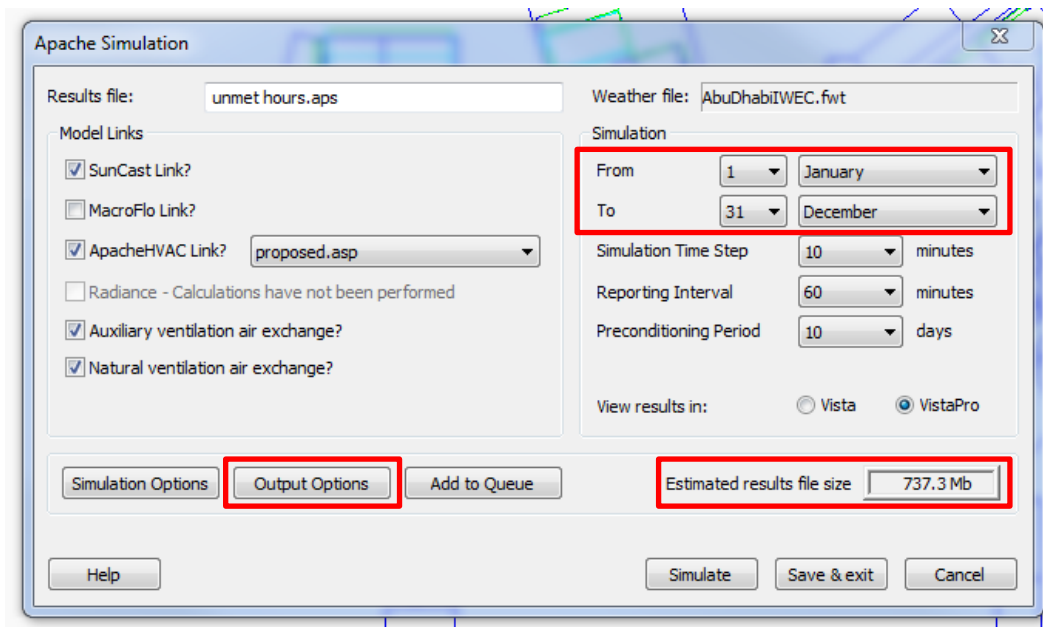 Apache Simulation
Results file: unmet hours.aps
Weather file: AbuDhabiIWEC.fwt
Model Links
SunCast Link?
MacroFlo Link?
ApacheHVAC Link? proposed.asp
Radiance - Calculations have not been performed
Auxiliary ventilation air exchange?
Natural ventilation air exchange?
Simulation
From 1 January
To 31 December
Simulation Time Step 10 minutes
Reporting Interval 60 minutes
Preconditioning Period 10 days
View results in: Vista VistaPro
Simulation Options Output Options Add to Queue Estimated results file size 737.3 Mb
Help Simulate Save & exit Cancel